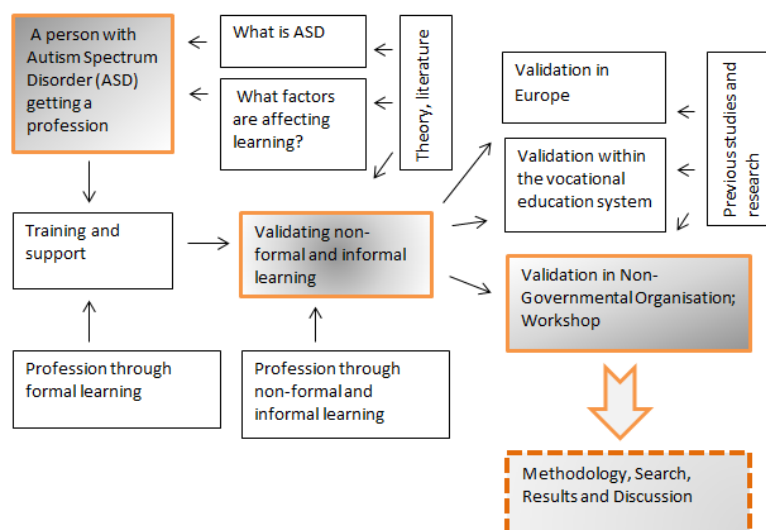 A person with
Autism Spectrum
Disorder (ASD)
getting a
profession
What is ASD
What factors
are affecting
learning?
Theory, literature
Validation in
Europe
Validation within
the vocational
education system
Previous studies and
research
Training and
support
Validating non-
formal and informal
learning
Validation in Non-
Governmental Organisation;
Workshop
Profession through
formal learning
Profession through
non-formal and
informal learning
Methodology, Search,
Results and Discussion